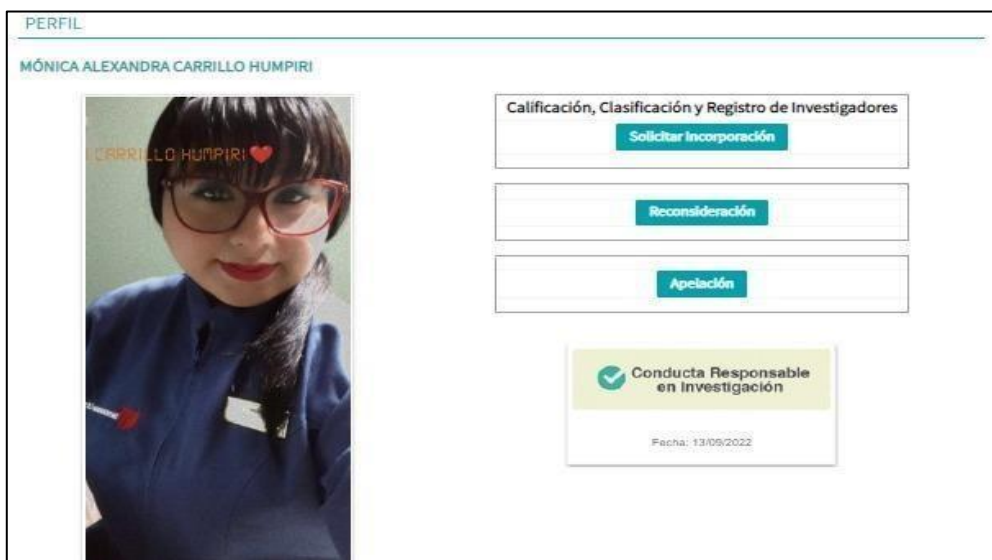 PERFIL
MÓNICA ALEXANDRA CARRILLO HUMPIRI
CARRILLO HUMPIRI
Calificación, Clasificación y Registro de Investigadores
Solicitar Incorporación
Reconsideración
Apelación
Conducta Responsable
en Investigación
Fecha: 13/09/2022